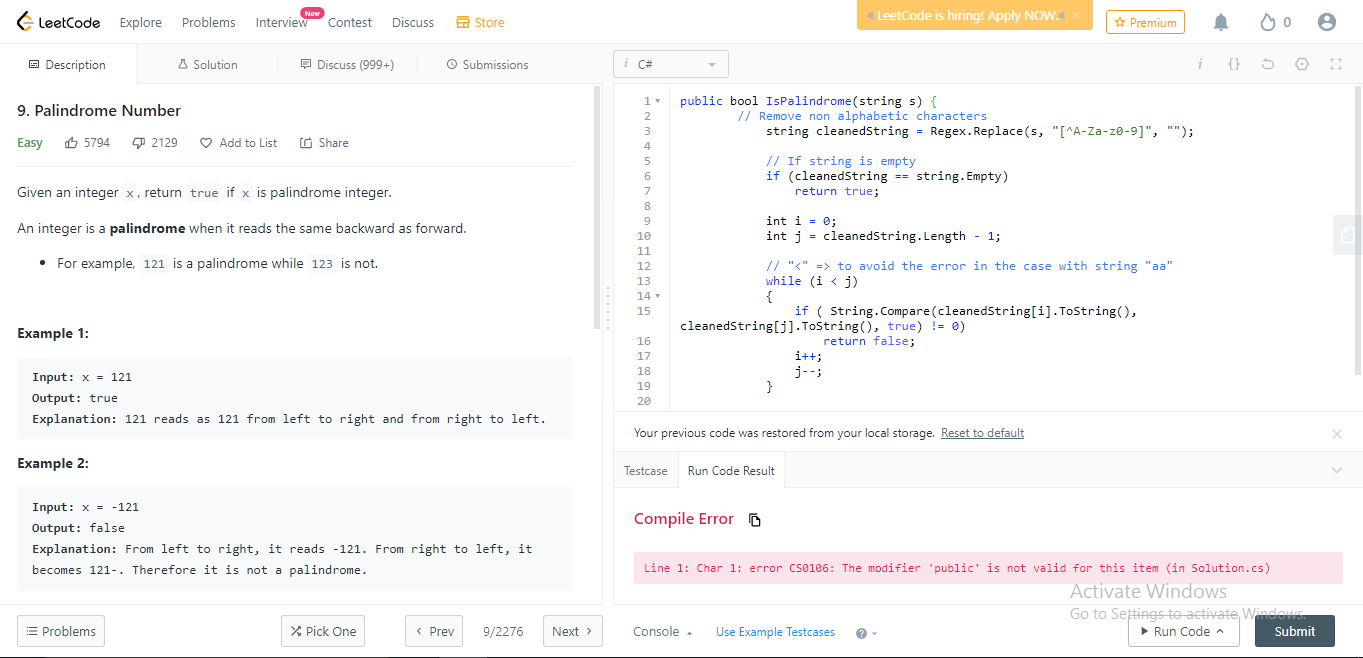 LeetCode Explore Problems Interview New Contest Discuss Store LeetCode is hiring! Apply NOW. × Premium 0
Description Solution Discuss (999+) Submissions
i C#
i {}
9. Palindrome Number
Easy 5794 2129 Add to List Share
Given an integer x, return true if x is palindrome integer.
An integer is a palindrome when it reads the same backward as forward.
• For example, 121 is a palindrome while 123 is not.
Example 1:
Input: x = 121
Output: true
Explanation: 121 reads as 121 from left to right and from right to left.
Example 2:
Input: x = -121
Output: false
Explanation: From left to right, it reads -121. From right to left, it
becomes 121-. Therefore it is not a palindrome.
Problems Pick One Prev 9/2276 Next
1 public bool IsPalindrome(string s) {
2 // Remove non alphabetic characters
3 string cleanedString = Regex.Replace(s, "[^A-Za-z0-9]", "");
4
5 // If string is empty
6 if (cleanedString == string.Empty)
7 return true;
8
9 int i = 0;
10 int j = cleanedString.Length - 1;
11
12 // "<" => to avoid the error in the case with string "aa"
13 while (i < j)
14 {
15 if ( String.Compare(cleanedString[i].ToString(),
cleanedString[j].ToString(), true) != 0)
16 return false;
17 i++;
18 j--;
19 }
20
Your previous code was restored from your local storage. Reset to default
Testcase Run Code Result
Compile Error
Line 1: Char 1: error CS0106: The modifier 'public' is not valid for this item (in Solution.cs)
Activate Windows
Go to Settings to activate Windows.
Console Use Example Testcases ? Run Code Submit